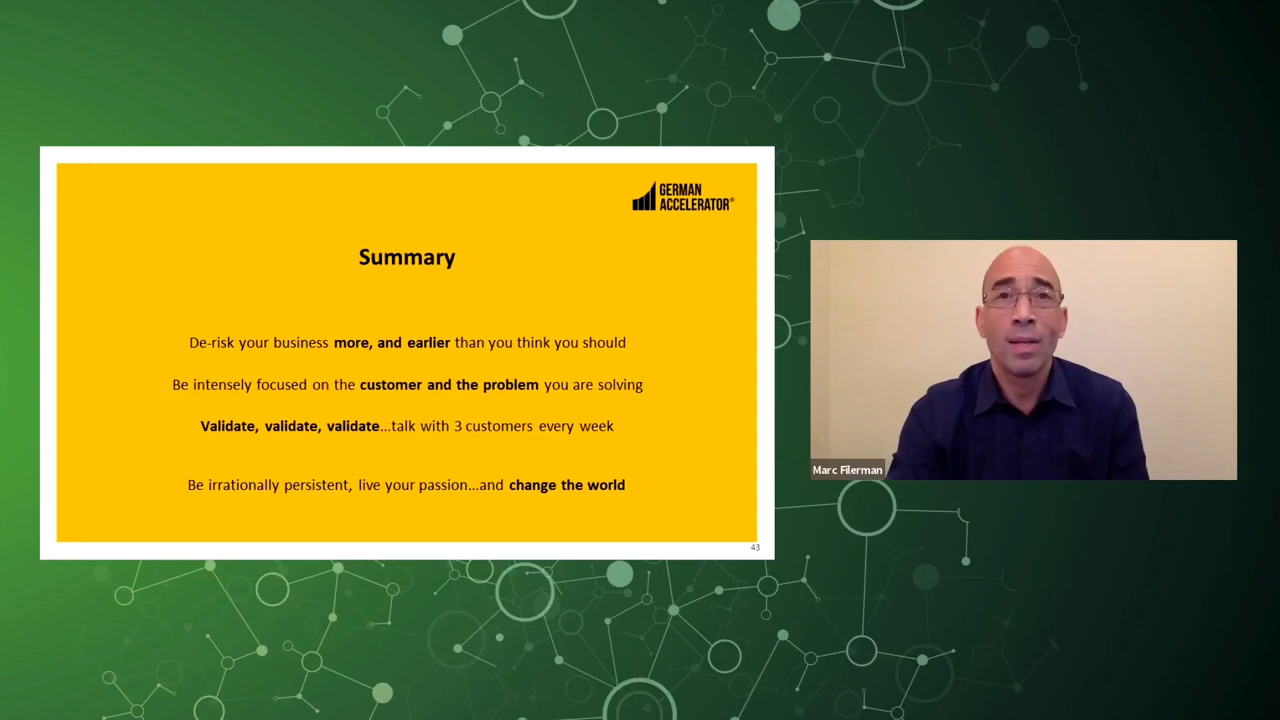 GERMAN
ACCELERATOR®
Summary
De-risk your business more, and earlier than you think you should
Be intensely focused on the customer and the problem you are solving
Validate, validate, validate...talk with 3 customers every week
Be irrationally persistent, live your passion...and change the world
43
Marc Filerman